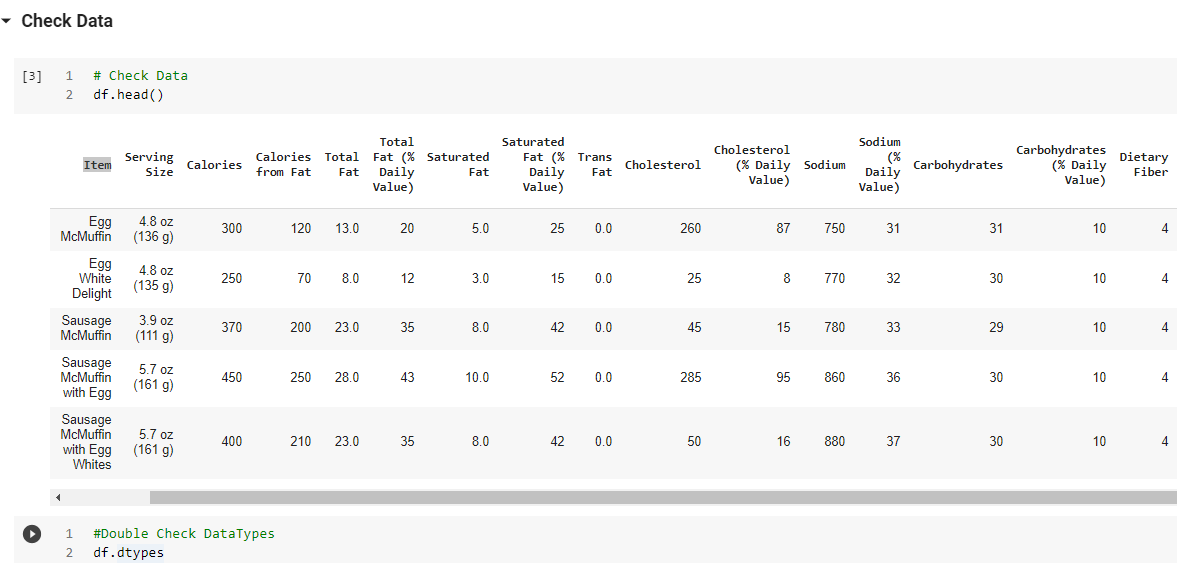 Check Data
[3] 1 # Check Data
2 df.head()
Item Serving Size Calories Calories from Fat Total Fat Total Fat (% Daily Value) Saturated Fat Saturated Fat (% Daily Value) Trans Fat Cholesterol Cholesterol (% Daily Value) Sodium Sodium (% Daily Value) Carbohydrates Carbohydrates (% Daily Value) Dietary Fiber
Egg McMuffin 4.8 oz (136 g) 300 120 13.0 20 5.0 25 0.0 260 87 750 31 31 10 4
Egg White Delight 4.8 oz (135 g) 250 70 8.0 12 3.0 15 0.0 25 8 770 32 30 10 4
Sausage McMuffin 3.9 oz (111 g) 370 200 23.0 35 8.0 42 0.0 45 15 780 33 29 10 4
Sausage McMuffin with Egg 5.7 oz (161 g) 450 250 28.0 43 10.0 52 0.0 285 95 860 36 30 10 4
Sausage McMuffin with Egg Whites 5.7 oz (161 g) 400 210 23.0 35 8.0 42 0.0 50 16 880 37 30 10 4
1 #Double Check DataTypes
2 df.dtypes